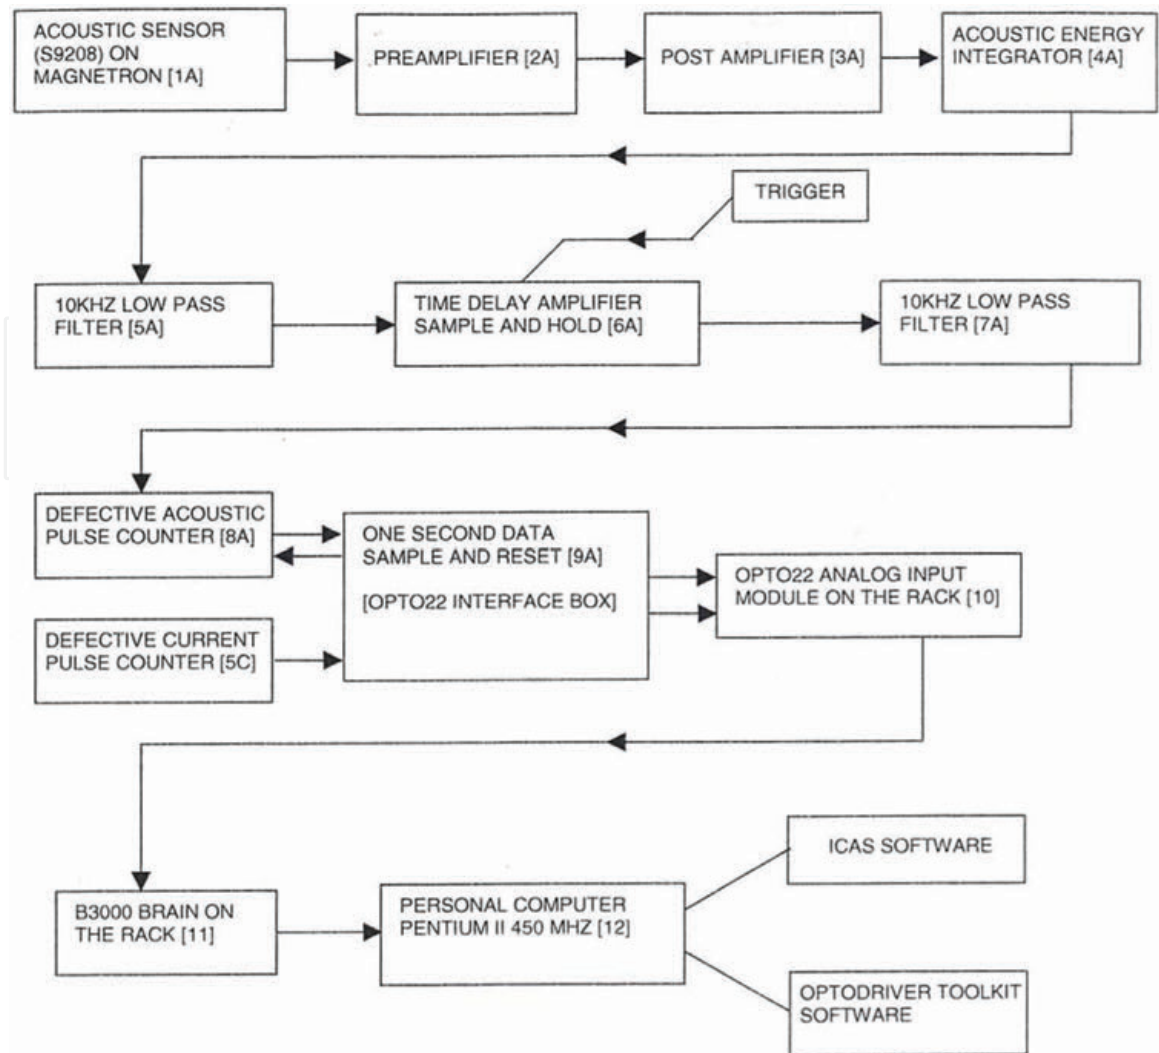 ACOUSTIC SENSOR
(S9208) ON
MAGNETRON [1A]
PREAMPLIFIER [2A]
POST AMPLIFIER [3A]
ACOUSTIC ENERGY
INTEGRATOR [4A]
TRIGGER
10KHZ LOW PASS
FILTER [5A]
TIME DELAY AMPLIFIER
SAMPLE AND HOLD [6A]
10KHZ LOW PASS
FILTER [7A]
DEFECTIVE ACOUSTIC
PULSE COUNTER [8A]
ONE SECOND DATA
SAMPLE AND RESET [9A]
[OPTO22 INTERFACE BOX]
OPTO22 ANALOG INPUT
MODULE ON THE RACK [10]
DEFECTIVE CURRENT
PULSE COUNTER [5C]
ICAS SOFTWARE
B3000 BRAIN ON
THE RACK [11]
PERSONAL COMPUTER
PENTIUM II 450 MHZ [12]
OPTODRIVER TOOLKIT
SOFTWARE